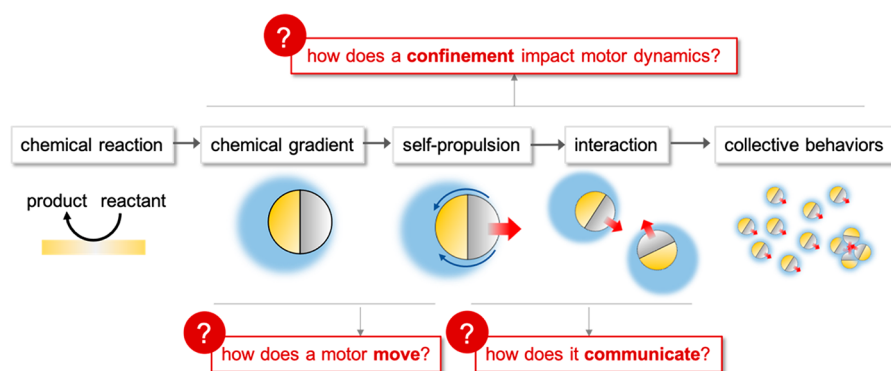 ?
how does a confinement impact motor dynamics?
chemical reaction
chemical gradient
self-propulsion
interaction
collective behaviors
product reactant
?
how does a motor move?
?
how does it communicate?